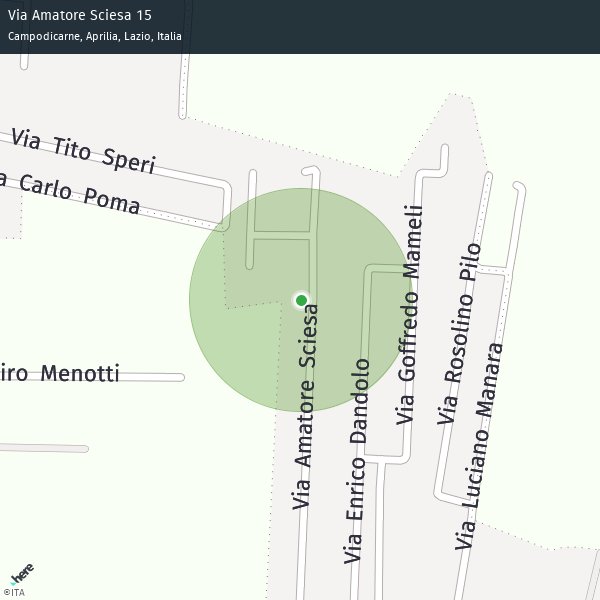 Via Amatore Sciesa 15
Campodicarne, Aprilia, Lazio, Italia
Via Tito Speri
a Carlo Poma
Via Goffredo Mameli
Via Rosolino Pilo
iro Menotti
Via Amatore Sciesa
Via Enrico Dandolo
Via Luciano Manara
here
©ITA